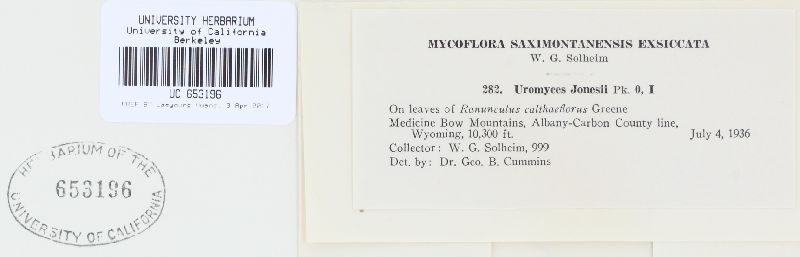 UNIVERSITY HERBARIUM
University of California
Berkeley
UC 653196
HERBARIUM OF THE
653196
UNIVERSITY OF CALIFORNIA
MYCOFLORA SAXIMONTANENSIS EXSICCATA
W. G. Solheim
282. Uromyces Jonesii Pk. 0, I
On leaves of Ranunculus calthaeflorus Greene
Medicine Bow Mountains, Albany-Carbon County line,
Wyoming, 10,300 ft. July 4, 1936
Collector: W. G. Solheim, 999
Det. by: Dr. Geo. B. Cummins